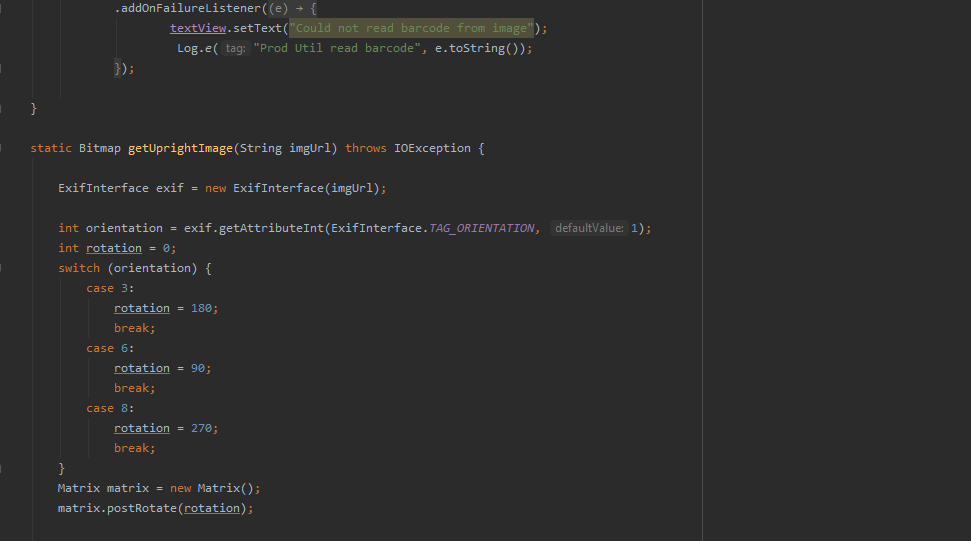 .addOnFailureListener((e) → {
textView.setText("Could not read barcode from image");
Log.e( tag: "Prod Util read barcode", e.toString());
});
}
static Bitmap getUprightImage(String imgUrl) throws IOException {
ExifInterface exif = new ExifInterface(imgUrl);
int orientation = exif.getAttributeInt(ExifInterface.TAG_ORIENTATION, defaultValue: 1);
int rotation = 0;
switch (orientation) {
case 3:
rotation = 180;
break;
case 6:
rotation = 90;
break;
case 8:
rotation = 270;
break;
}
Matrix matrix = new Matrix();
matrix.postRotate(rotation);